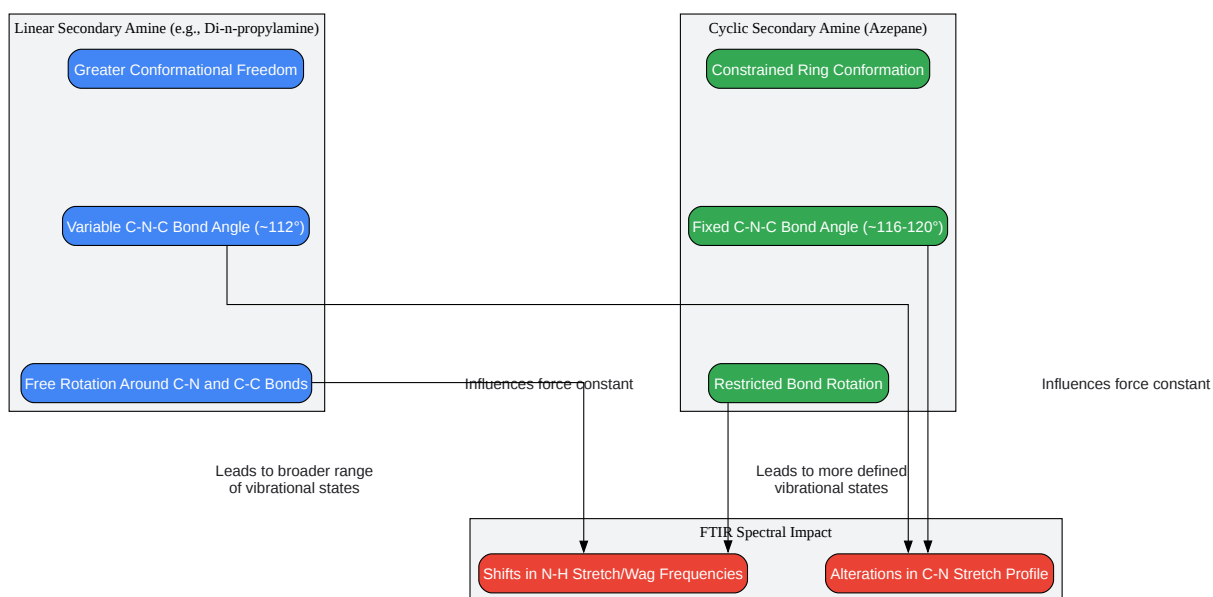 Linear Secondary Amine (e.g., Di-n-propylamine)
Greater Conformational Freedom
Variable C-N-C Bond Angle (~112°)
Free Rotation Around C-N and C-C Bonds
Cyclic Secondary Amine (Azepane)
Constrained Ring Conformation
Fixed C-N-C Bond Angle (~116-120°)
Restricted Bond Rotation
Influences force constant
Influences force constant
Leads to broader range
of vibrational states
Leads to more defined
vibrational states
FTIR Spectral Impact
Shifts in N-H Stretch/Wag Frequencies
Alterations in C-N Stretch Profile